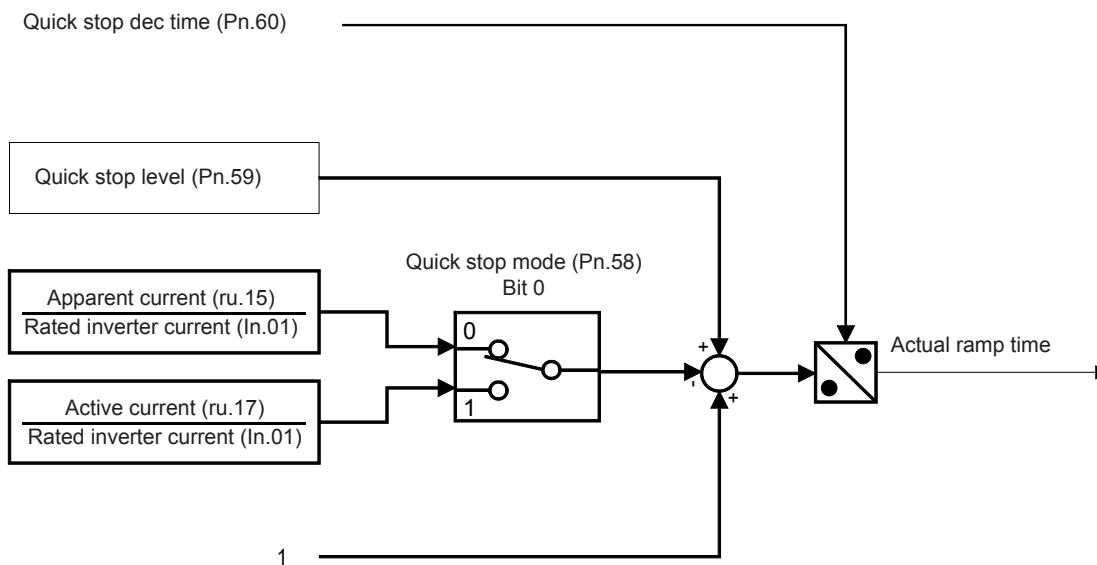 Quick stop dec time (Pn.60)
Quick stop level (Pn.59)
Quick stop mode (Pn.58)
Bit 0
Apparent current (ru.15)
Rated inverter current (In.01)
0
+
Actual ramp time
-
+
1
Active current (ru.17)
Rated inverter current (In.01)
1